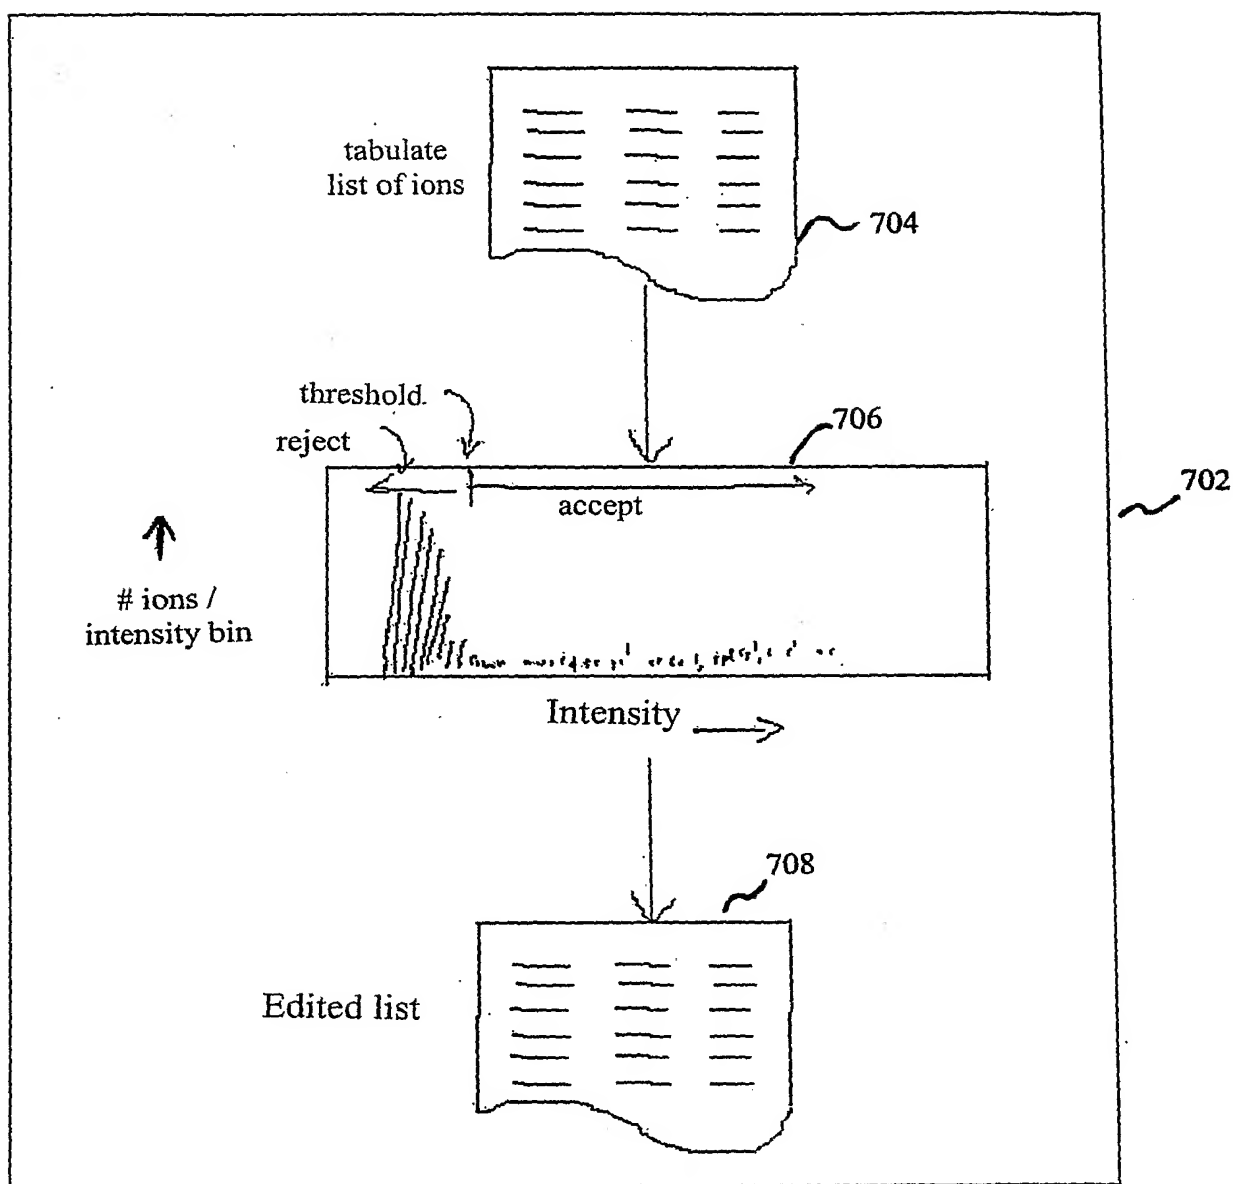 tabulate
list of ions
704
threshold.
reject
706
accept
702
# ions /
intensity bin
Intensity
708
Edited list